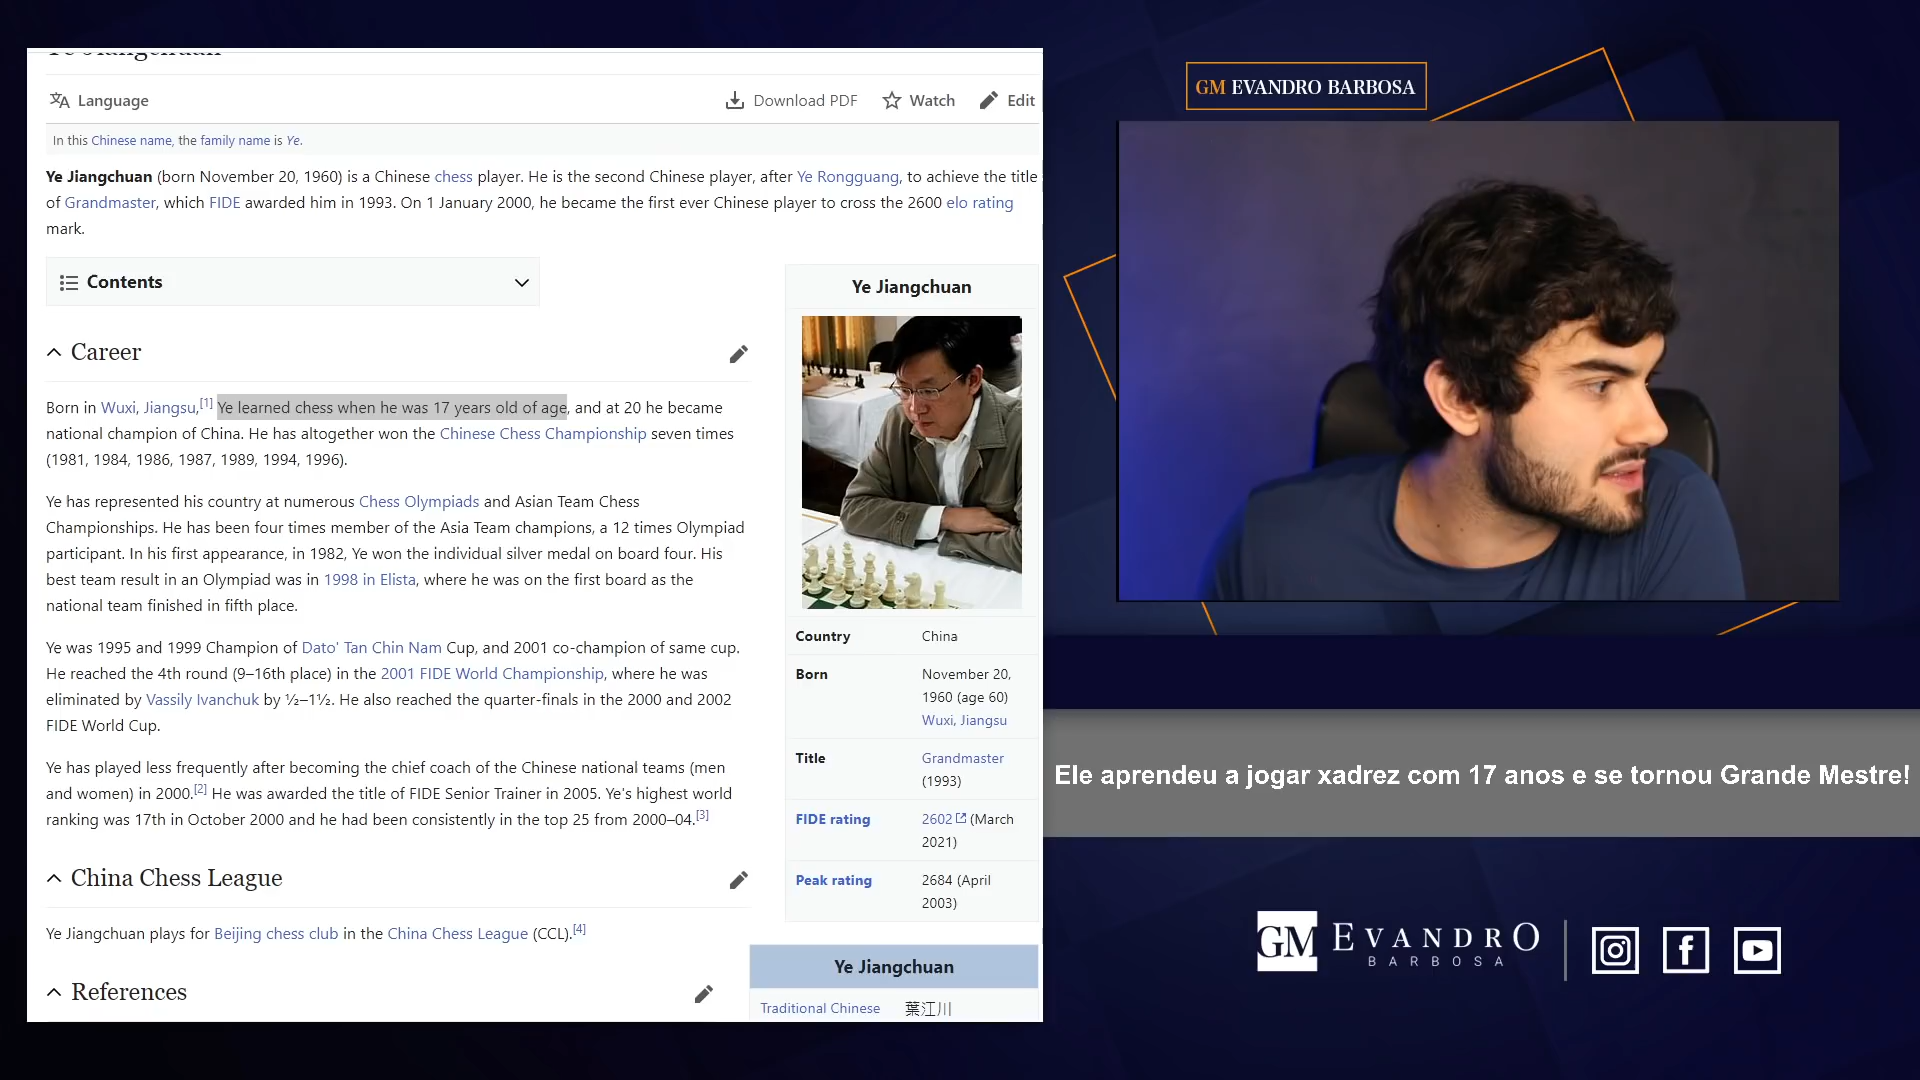 Ye Jiangchuan
Language
Download PDF
Watch
Edit
In this Chinese name, the family name is Ye.
Ye Jiangchuan (born November 20, 1960) is a Chinese chess player. He is the second Chinese player, after Ye Rongguang, to achieve the title
of Grandmaster, which FIDE awarded him in 1993. On 1 January 2000, he became the first ever Chinese player to cross the 2600 elo rating
mark.
Contents
Career
Born in Wuxi, Jiangsu,[1] Ye learned chess when he was 17 years old of age, and at 20 he became
national champion of China. He has altogether won the Chinese Chess Championship seven times
(1981, 1984, 1986, 1987, 1989, 1994, 1996).
Ye has represented his country at numerous Chess Olympiads and Asian Team Chess
Championships. He has been four times member of the Asia Team champions, a 12 times Olympiad
participant. In his first appearance, in 1982, Ye won the individual silver medal on board four. His
best team result in an Olympiad was in 1998 in Elista, where he was on the first board as the
national team finished in fifth place.
Ye was 1995 and 1999 Champion of Dato' Tan Chin Nam Cup, and 2001 co-champion of same cup.
He reached the 4th round (9–16th place) in the 2001 FIDE World Championship, where he was
eliminated by Vassily Ivanchuk by ½–1½. He also reached the quarter-finals in the 2000 and 2002
FIDE World Cup.
Ye has played less frequently after becoming the chief coach of the Chinese national teams (men
and women) in 2000.[2] He was awarded the title of FIDE Senior Trainer in 2005. Ye's highest world
ranking was 17th in October 2000 and he had been consistently in the top 25 from 2000–04.[3]
China Chess League
Ye Jiangchuan plays for Beijing chess club in the China Chess League (CCL).[4]
References
Ye Jiangchuan
Country China
Born November 20,
1960 (age 60)
Wuxi, Jiangsu
Title Grandmaster
(1993)
FIDE rating 2602 (March
2021)
Peak rating 2684 (April
2003)
Ye Jiangchuan
Traditional Chinese 葉江川
GM EVANDRO BARBOSA
Ele aprendeu a jogar xadrez com 17 anos e se tornou Grande Mestre!
GM EVANDRO
BARBOSA